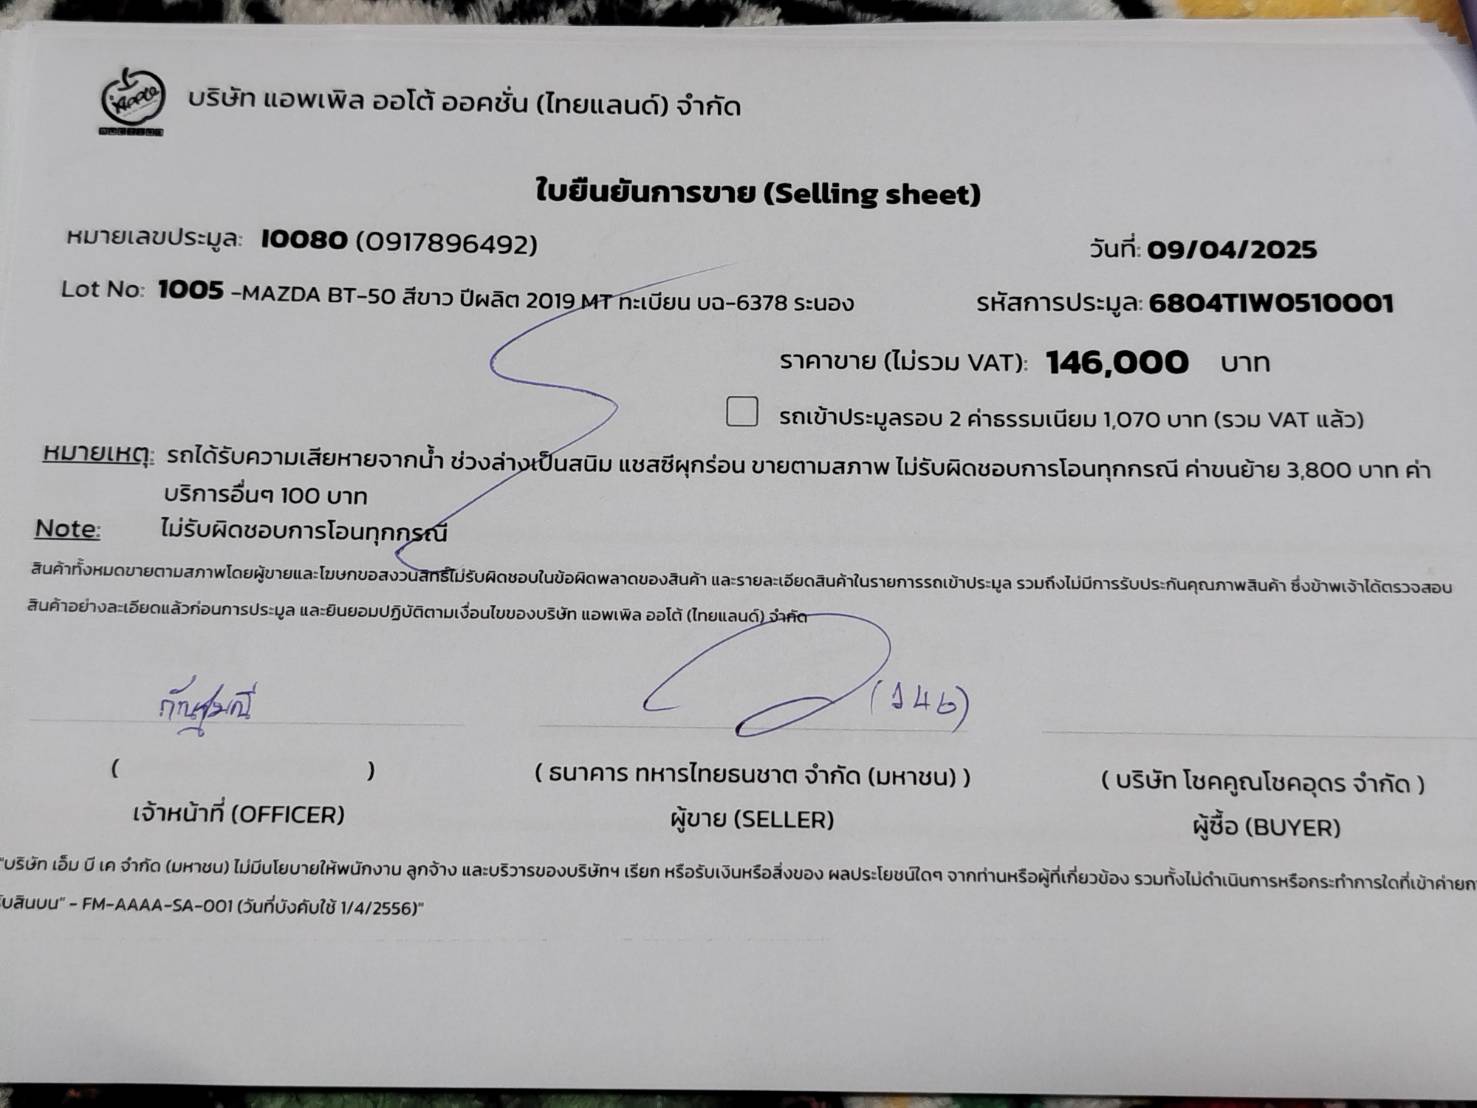 Apple
AUCTION
บริษัท แอพเพิล ออโต้ ออคชั่น (ไทยแลนด์) จำกัด
ใบยืนยันการขาย (Selling sheet)
หมายเลขประมูล: I0080 (0917896492)
วันที่: 09/04/2025
Lot No: 1005 -MAZDA BT-50 สีขาว ปีผลิต 2019 MT ทะเบียน บฉ-6378 ระนอง
รหัสการประมูล: 6804TIW0510001
ราคาขาย (ไม่รวม VAT): 146,000 บาท
รถเข้าประมูลรอบ 2 ค่าธรรมเนียม 1,070 บาท (รวม VAT แล้ว)
หมายเหตุ: รถได้รับความเสียหายจากน้ำ ช่วงล่างเป็นสนิม แชสซีผุกร่อน ขายตามสภาพ ไม่รับผิดชอบการโอนทุกกรณี ค่าขนย้าย 3,800 บาท ค่า
บริการอื่นๆ 100 บาท
Note: ไม่รับผิดชอบการโอนทุกกรณี
สินค้าทั้งหมดขายตามสภาพโดยผู้ขายและโฆษกขอสงวนสิทธิ์ไม่รับผิดชอบในข้อผิดพลาดของสินค้า และรายละเอียดสินค้าในรายการรถเข้าประมูล รวมถึงไม่มีการรับประกันคุณภาพสินค้า ซึ่งข้าพเจ้าได้ตรวจสอบ
สินค้าอย่างละเอียดแล้วก่อนการประมูล และยินยอมปฏิบัติตามเงื่อนไขของบริษัท แอพเพิล ออโต้ (ไทยแลนด์) จำกัด
(146)
( )
( ธนาคาร ทหารไทยธนชาต จำกัด (มหาชน) )
( บริษัท โชคคูณโชคอุดร จำกัด )
เจ้าหน้าที่ (OFFICER)
ผู้ขาย (SELLER)
ผู้ซื้อ (BUYER)
"บริษัท เอ็ม บี เค จำกัด (มหาชน) ไม่มีนโยบายให้พนักงาน ลูกจ้าง และบริวารของบริษัทฯ เรียก หรือรับเงินหรือสิ่งของ ผลประโยชน์ใดๆ จากท่านหรือผู้ที่เกี่ยวข้อง รวมทั้งไม่ดำเนินการหรือกระทำการใดที่เข้าค่ายก
รับสินบน" - FM-AAAA-SA-001 (วันที่บังคับใช้ 1/4/2556)"